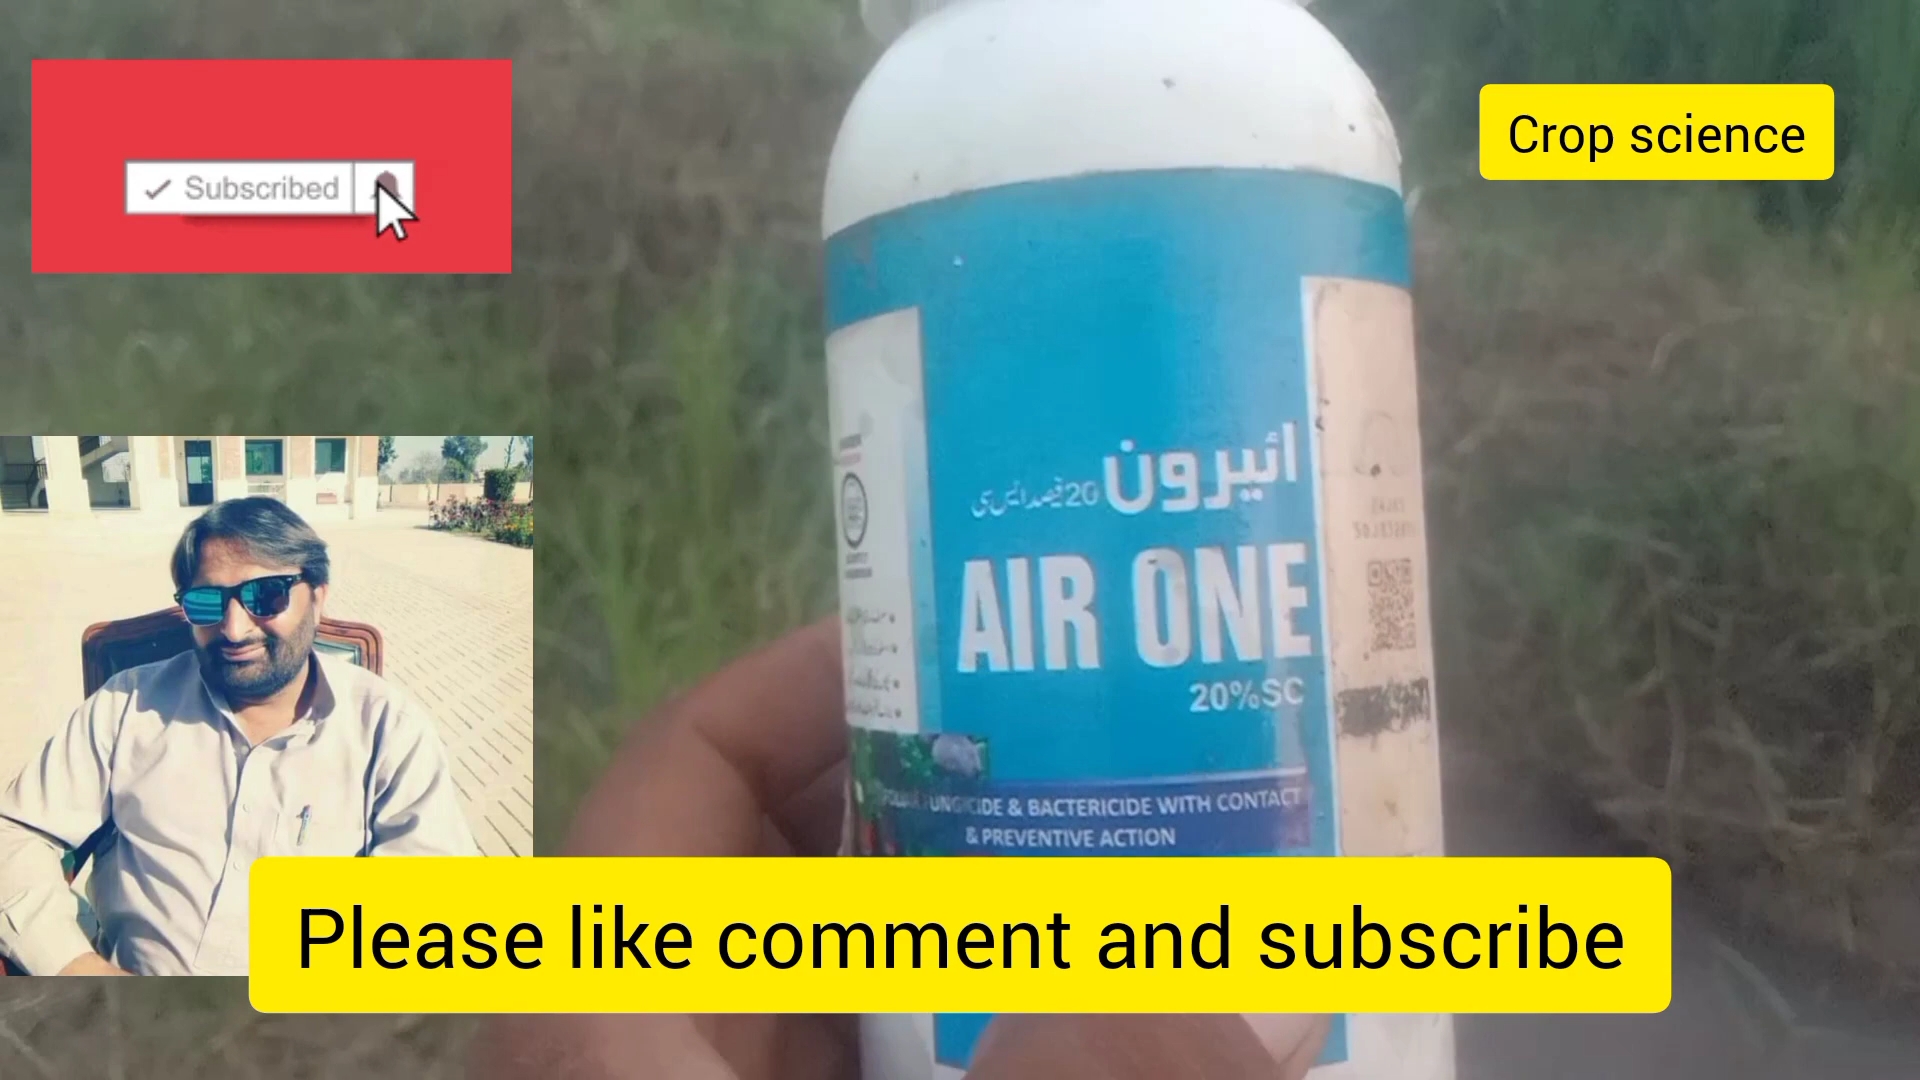 Subscribed
Crop science
ائیرون 20 فیصد ایس سی
AIR ONE
20%SC
FUNGICIDE & BACTERICIDE WITH CONTACT
& PREVENTIVE ACTION
Please like comment and subscribe